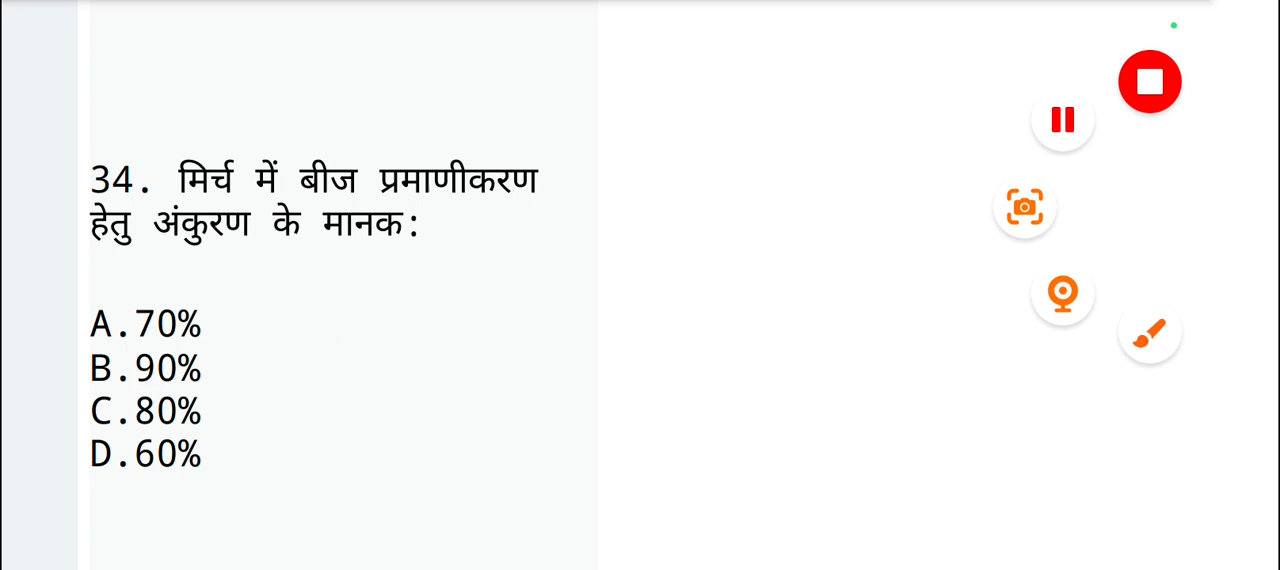 34. मिर्च में बीज प्रमाणीकरण
हेतु अंकुरण के मानक:
A.70%
B.90%
C.80%
D.60%